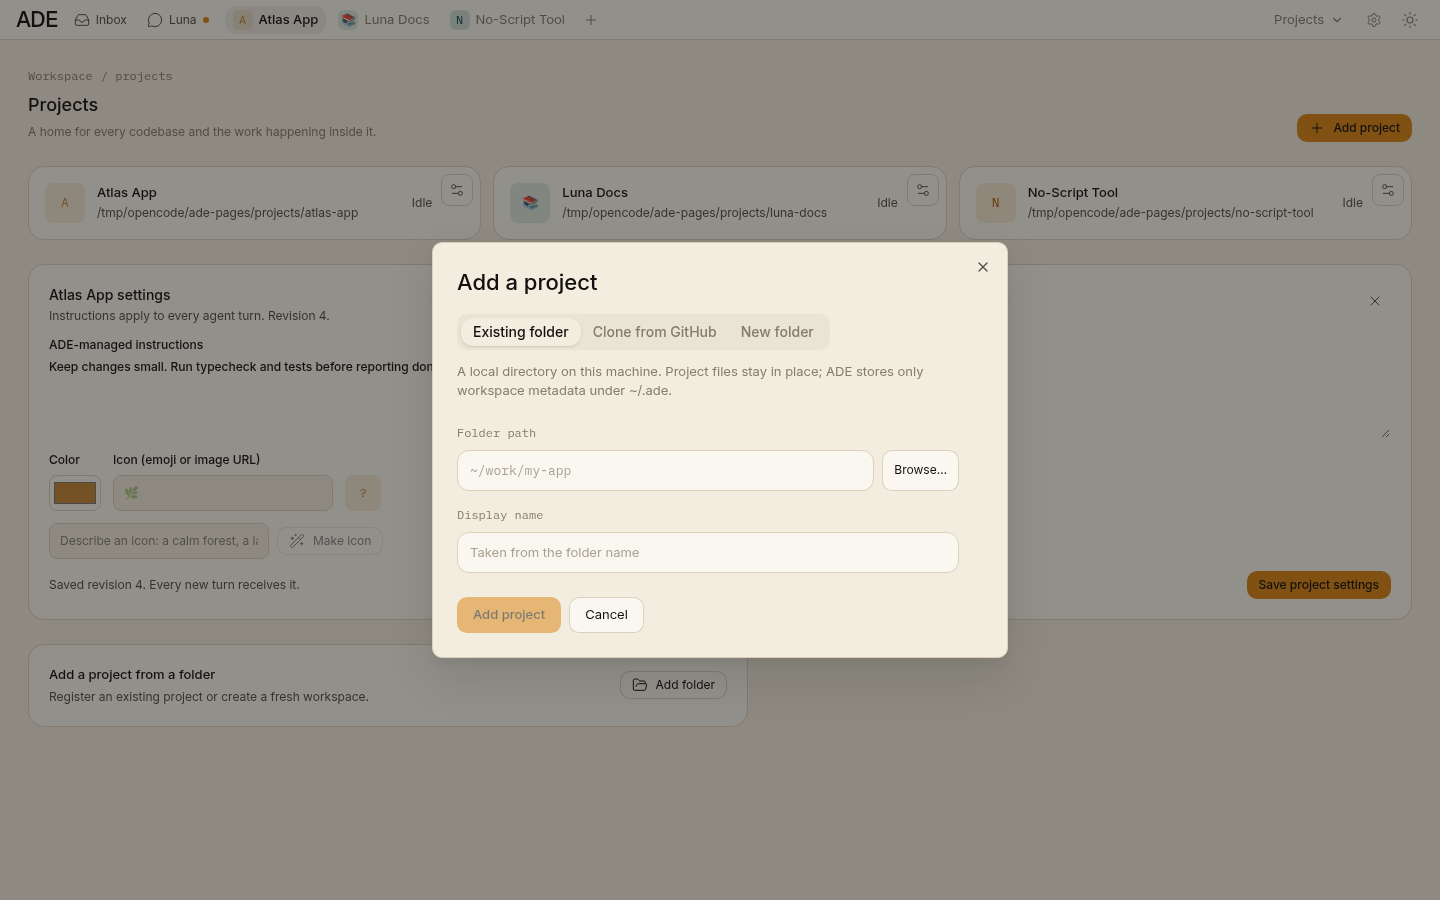 ADE Inbox Luna A Atlas App Luna Docs N No-Script Tool Projects
Workspace / projects
Projects
A home for every codebase and the work happening inside it.
Add project
A Atlas App
/tmp/opencode/ade-pages/projects/atlas-app
Idle
Luna Docs
/tmp/opencode/ade-pages/projects/luna-docs
Idle
N No-Script Tool
/tmp/opencode/ade-pages/projects/no-script-tool
Idle
Atlas App settings
Instructions apply to every agent turn. Revision 4.
ADE-managed instructions
Keep changes small. Run typecheck and tests before reporting don
Color Icon (emoji or image URL)
🌿 ?
Describe an icon: a calm forest, a la Make icon
Saved revision 4. Every new turn receives it.
Save project settings
Add a project from a folder
Register an existing project or create a fresh workspace.
Add folder
Add a project
Existing folder Clone from GitHub New folder
A local directory on this machine. Project files stay in place; ADE stores only
workspace metadata under ~/.ade.
Folder path
~/work/my-app Browse...
Display name
Taken from the folder name
Add project Cancel